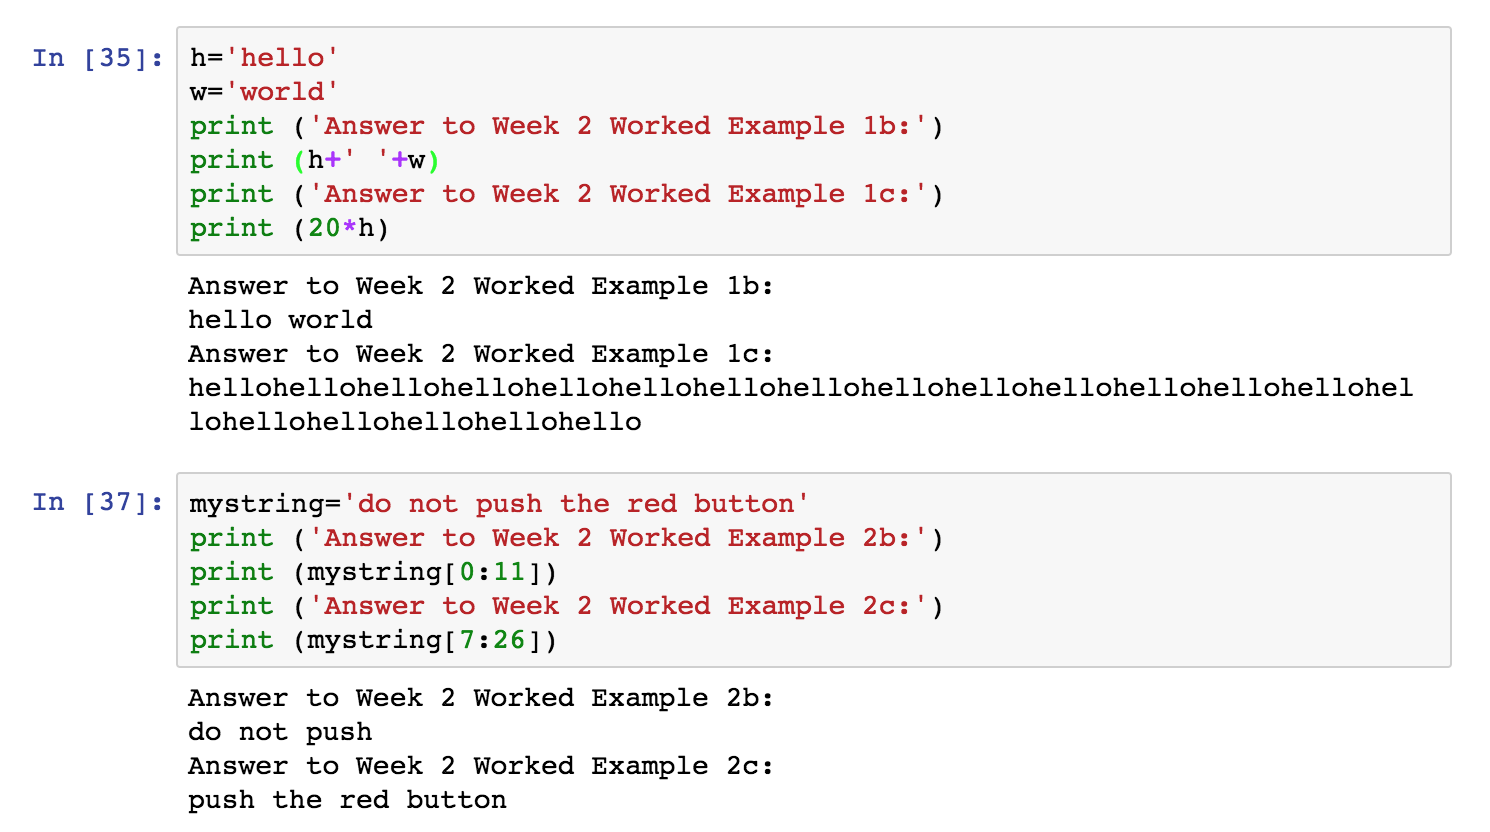 In [35]: h='hello'
w='world'
print ('Answer to Week 2 Worked Example 1b:')
print (h+' '+w)
print ('Answer to Week 2 Worked Example 1c:')
print (20*h)
Answer to Week 2 Worked Example 1b:
hello world
Answer to Week 2 Worked Example 1c:
hellohellohellohellohellohellohellohellohellohellohellohellohellohellohel
lohellohellohellohellohello
In [37]: mystring='do not push the red button'
print ('Answer to Week 2 Worked Example 2b:')
print (mystring[0:11])
print ('Answer to Week 2 Worked Example 2c:')
print (mystring[7:26])
Answer to Week 2 Worked Example 2b:
do not push
Answer to Week 2 Worked Example 2c:
push the red button